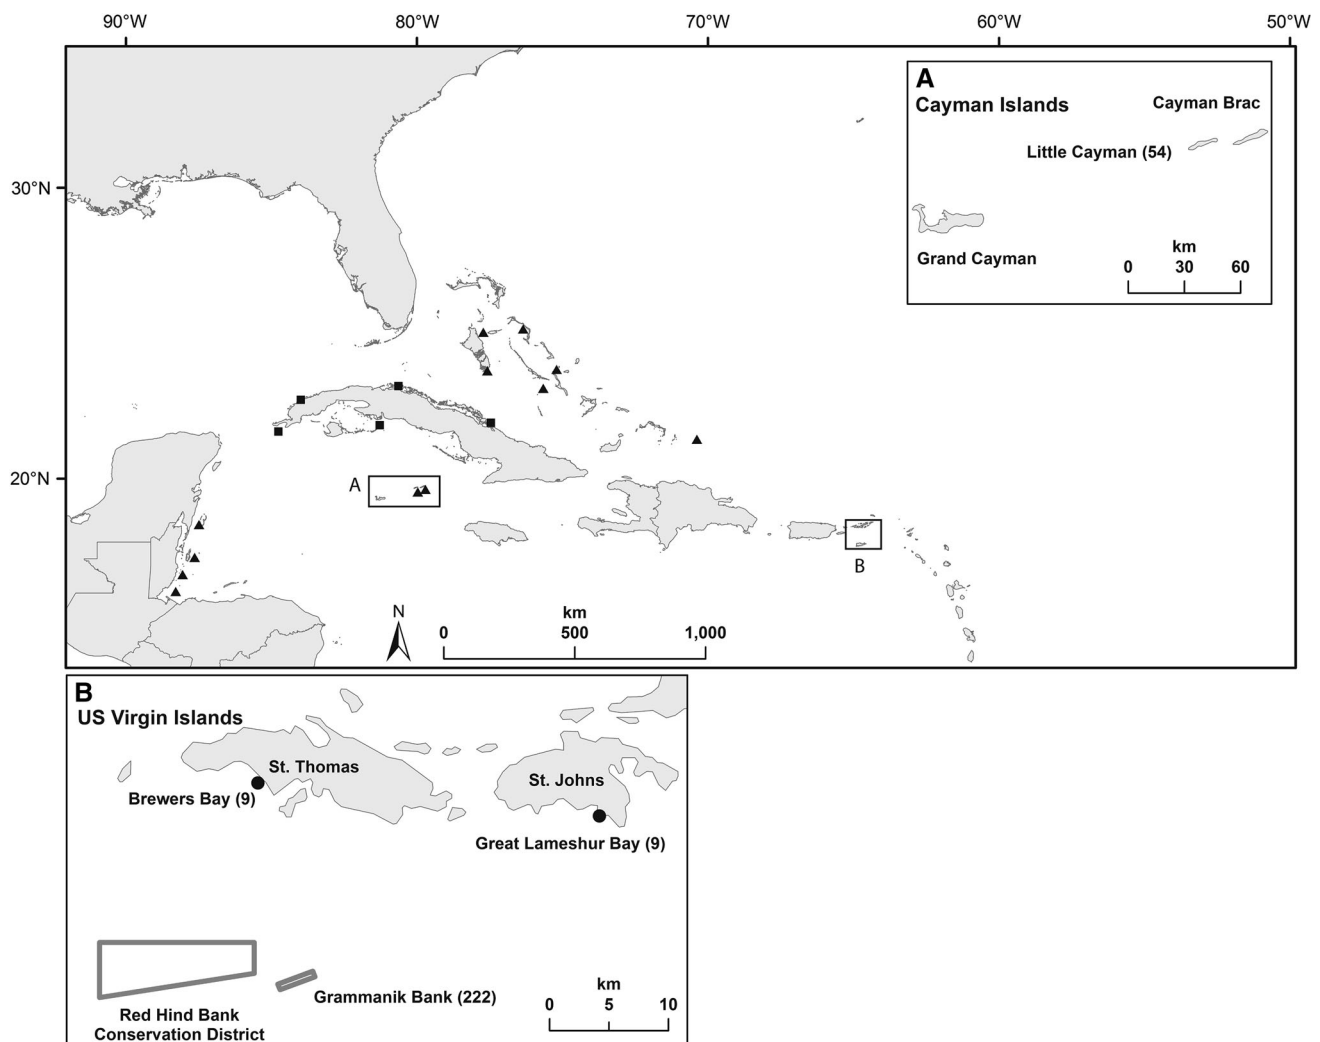 90°W 80°W 70°W 60°W 50°W
30°N
20°N
A
Cayman Islands
Cayman Brac
Little Cayman (54)
Grand Cayman
km
0 30 60
A
B
N
km
0 500 1,000
B
US Virgin Islands
St. Thomas
St. Johns
Brewers Bay (9)
Great Lameshur Bay (9)
Grammanik Bank (222)
Red Hind Bank
Conservation District
km
0 5 10